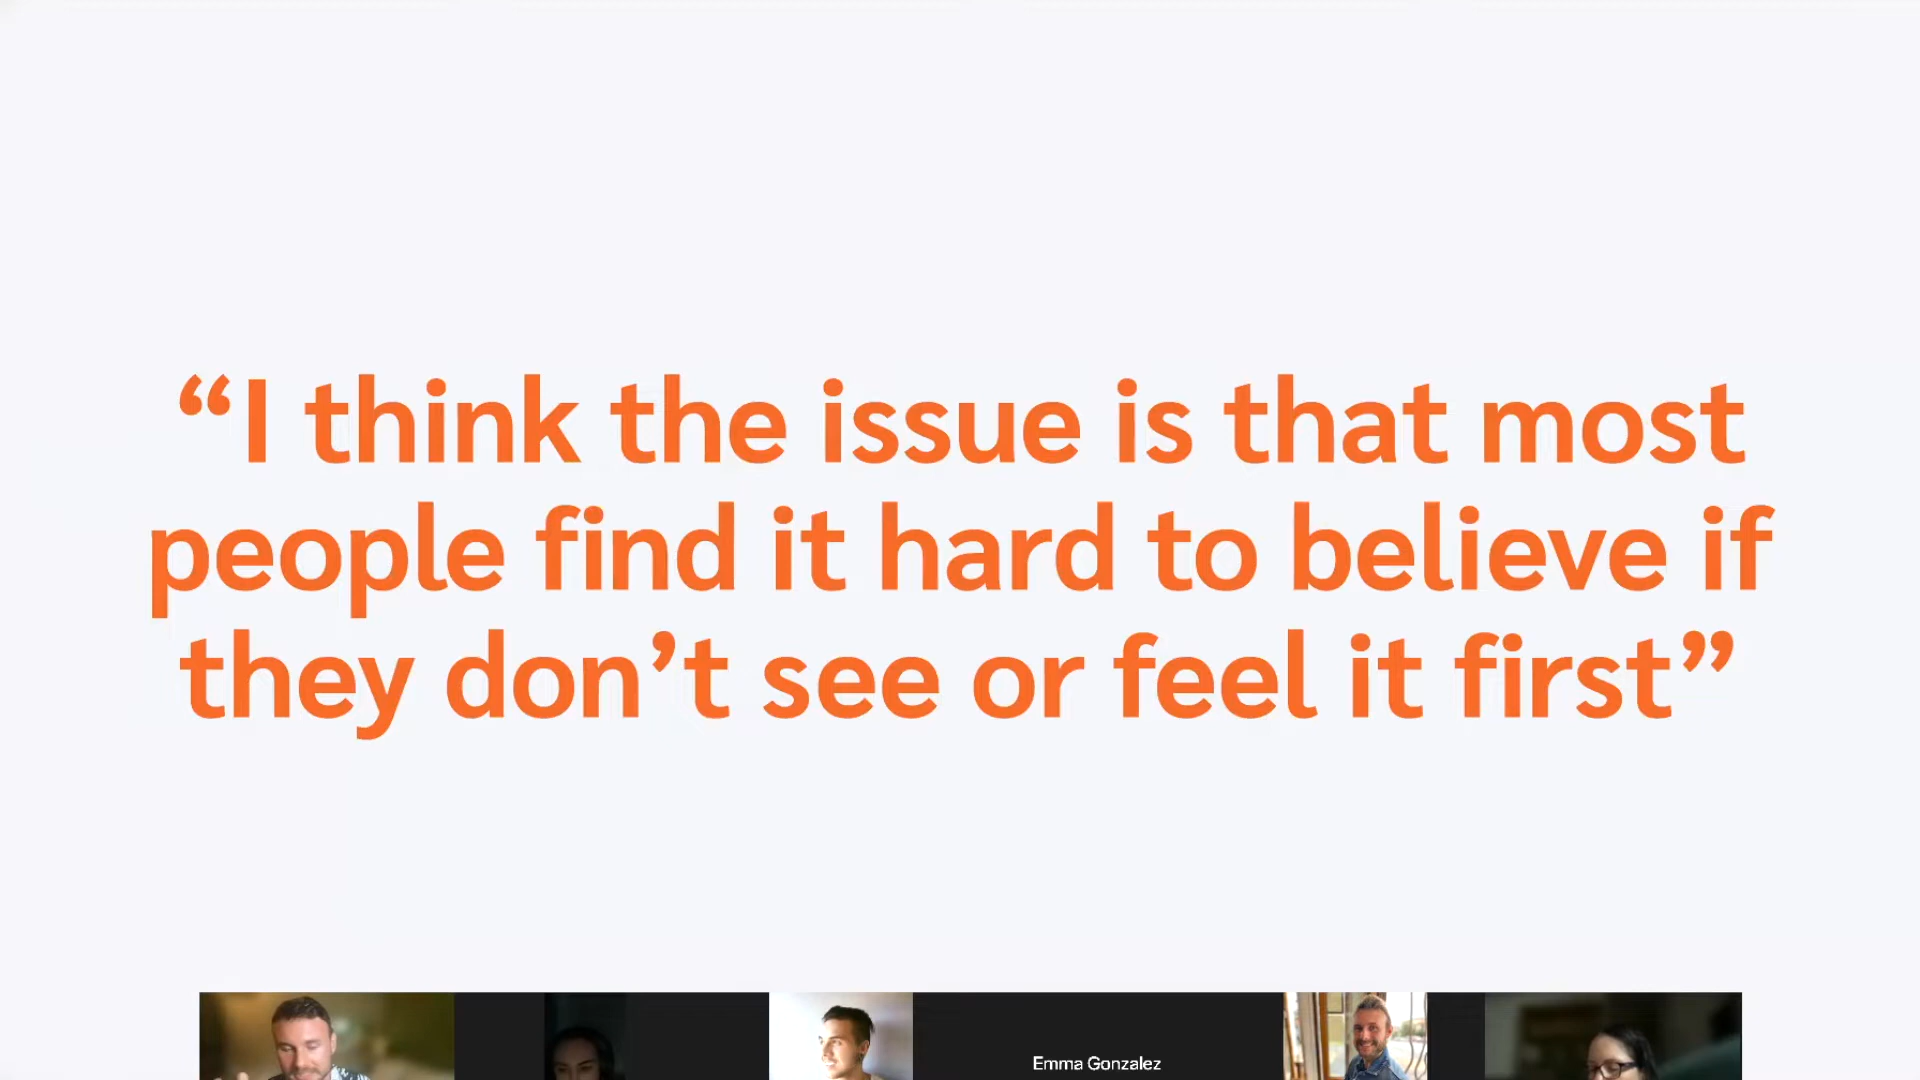 “I think the issue is that most
people find it hard to believe if
they don’t see or feel it first”
Emma Gonzalez